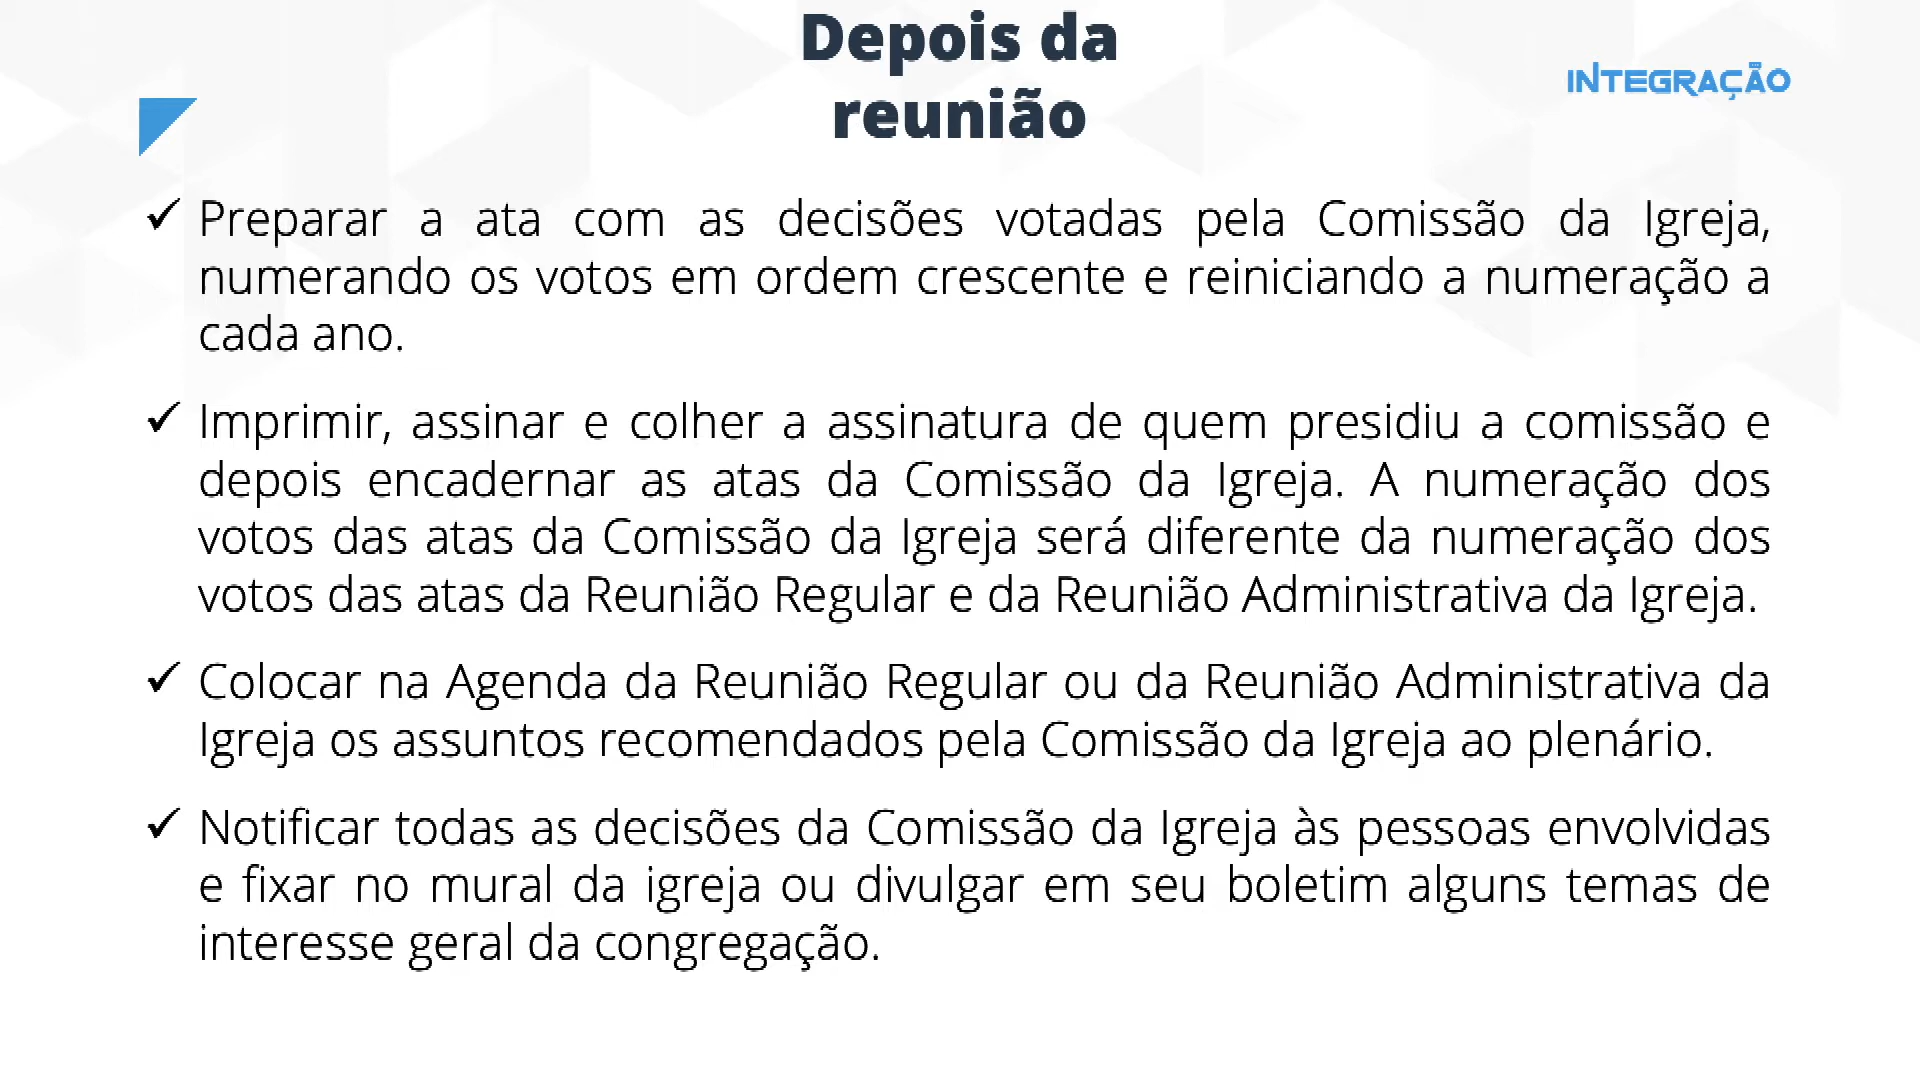 Depois da
reunião
INTEGRAÇÃO
✓ Preparar a ata com as decisões votadas pela Comissão da Igreja,
numerando os votos em ordem crescente e reiniciando a numeração a
cada ano.
✓ Imprimir, assinar e colher a assinatura de quem presidiu a comissão e
depois encadernar as atas da Comissão da Igreja. A numeração dos
votos das atas da Comissão da Igreja será diferente da numeração dos
votos das atas da Reunião Regular e da Reunião Administrativa da Igreja.
✓ Colocar na Agenda da Reunião Regular ou da Reunião Administrativa da
Igreja os assuntos recomendados pela Comissão da Igreja ao plenário.
✓ Notificar todas as decisões da Comissão da Igreja às pessoas envolvidas
e fixar no mural da igreja ou divulgar em seu boletim alguns temas de
interesse geral da congregação.